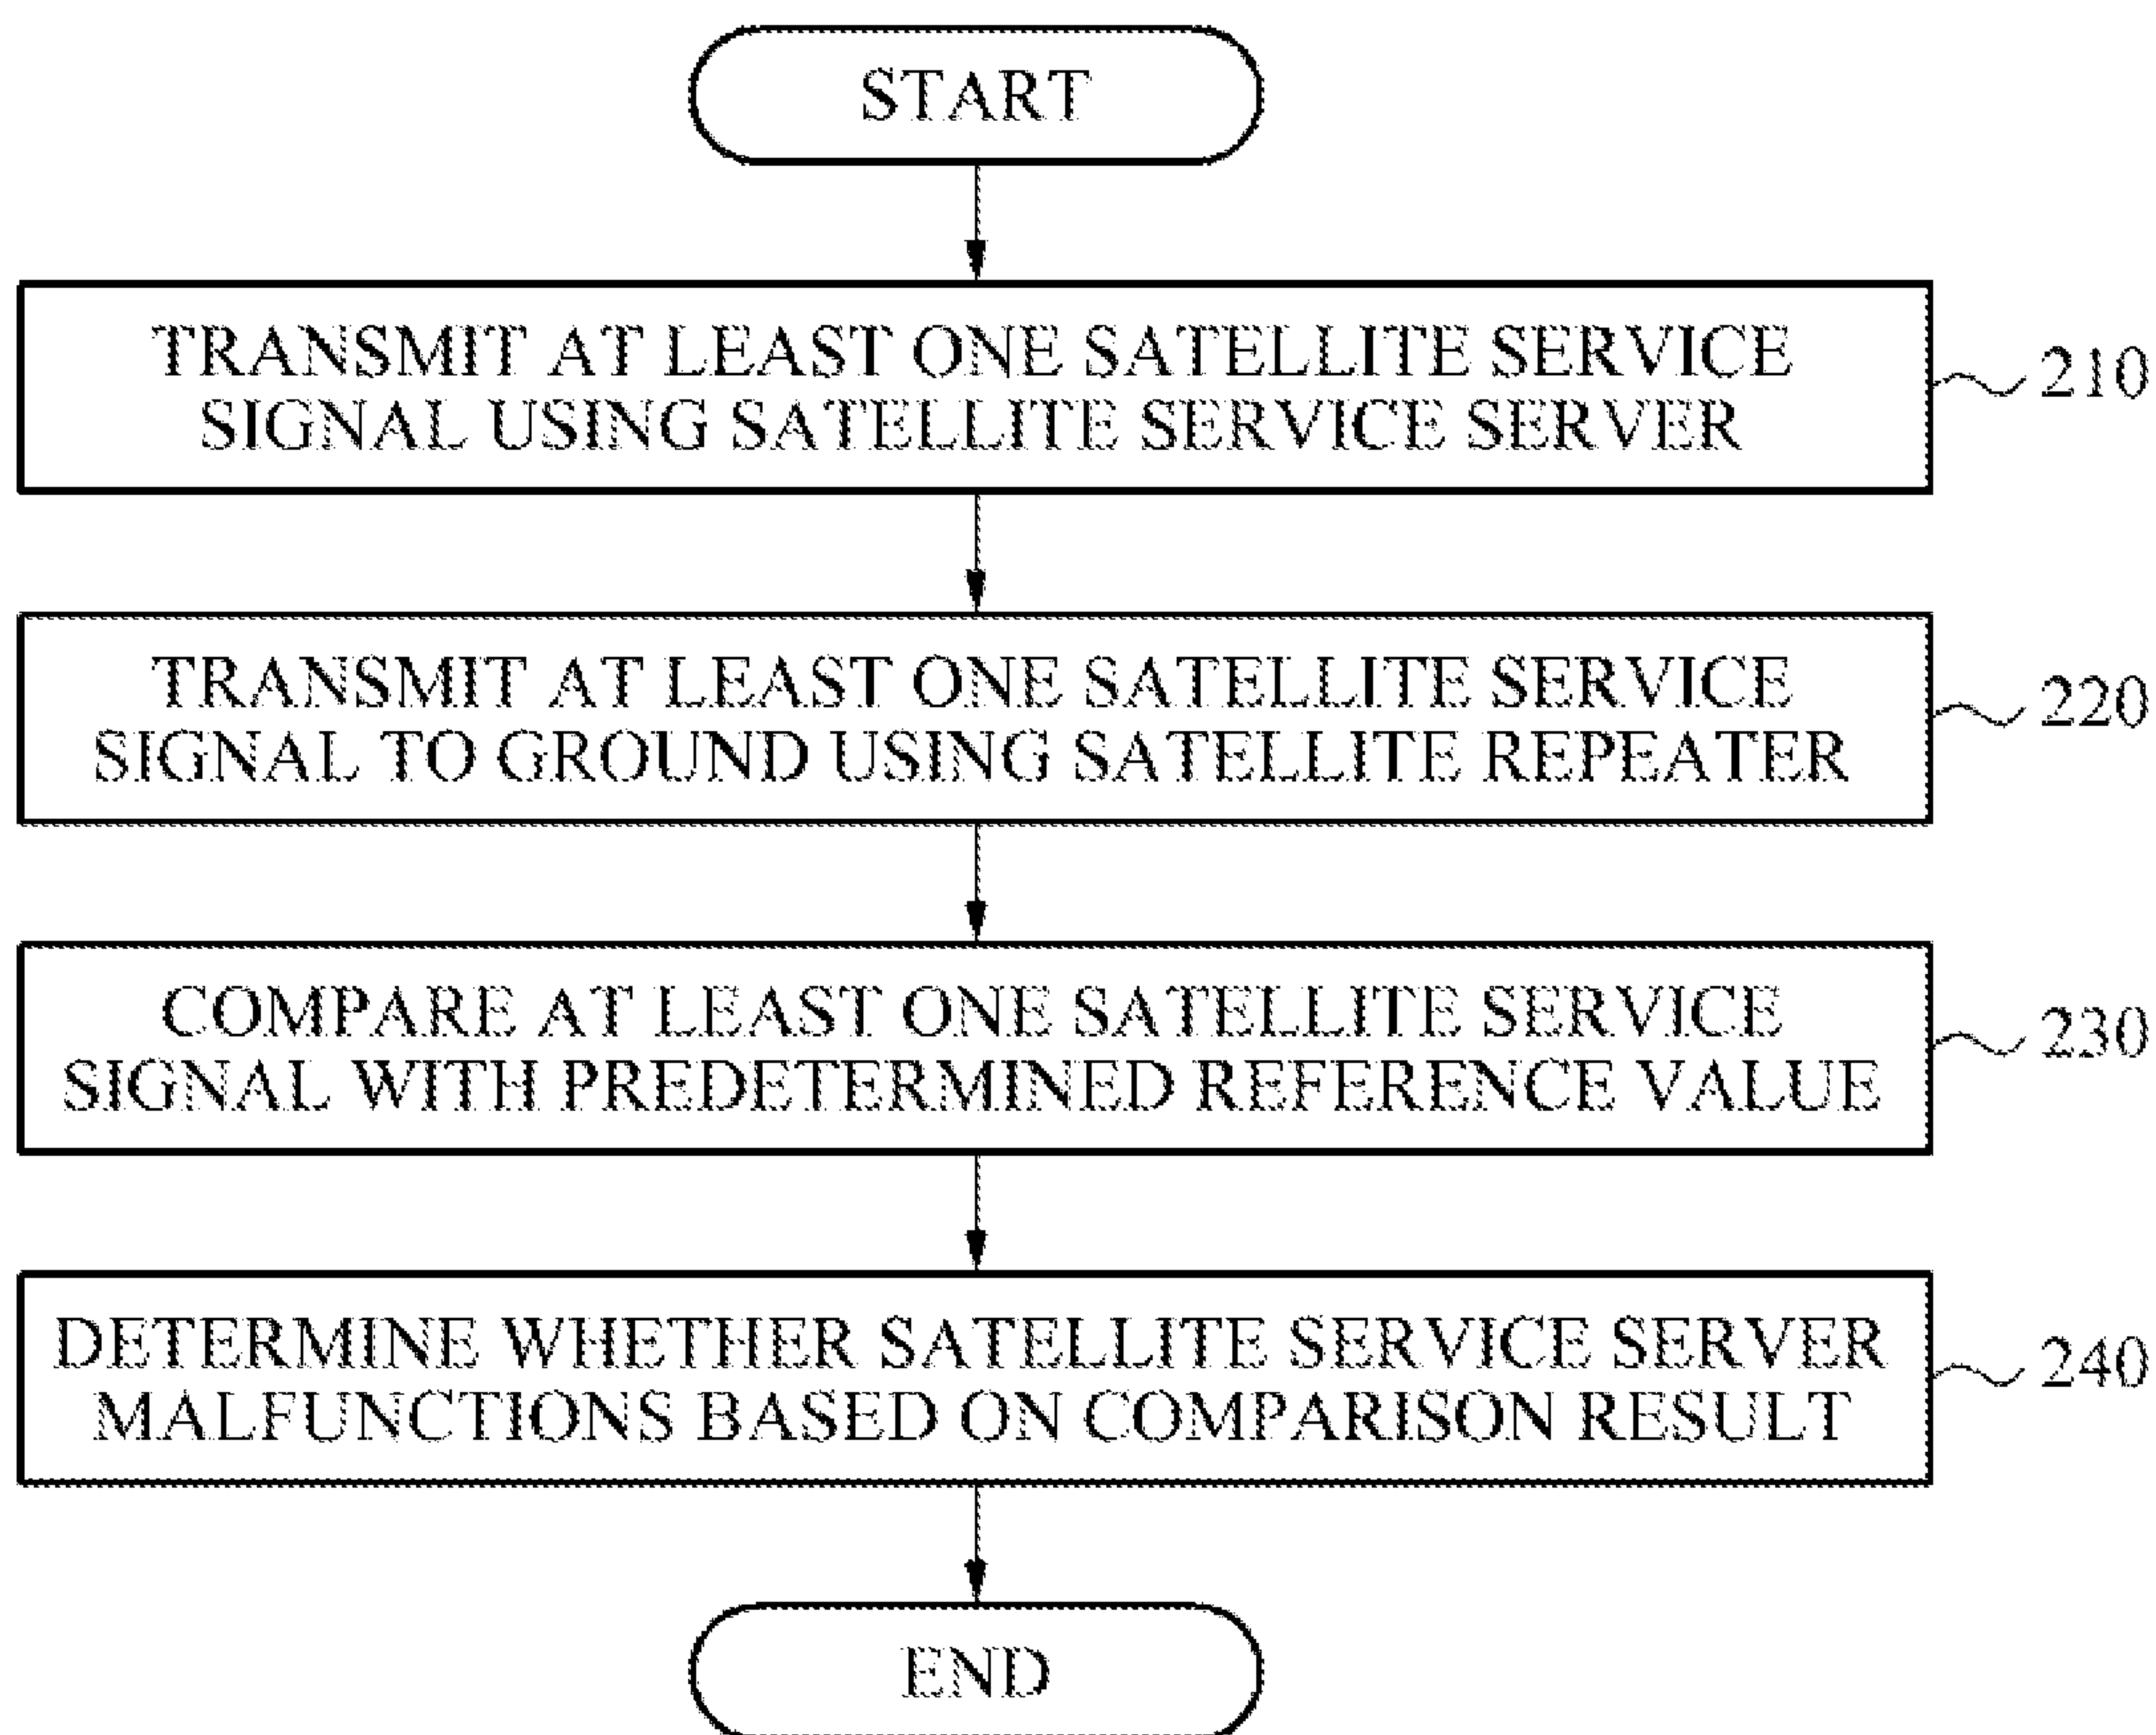 START
TRANSMIT AT LEAST ONE SATELLITE SERVICE
SIGNAL USING SATELLITE SERVICE SERVER
210
TRANSMIT AT LEAST ONE SATELLITE SERVICE
SIGNAL TO GROUND USING SATELLITE REPEATER
220
COMPARE AT LEAST ONE SATELLITE SERVICE
SIGNAL WITH PREDETERMINED REFERENCE VALUE
230
DETERMINE WHETHER SATELLITE SERVICE SERVER
MALFUNCTIONS BASED ON COMPARISON RESULT
240
END